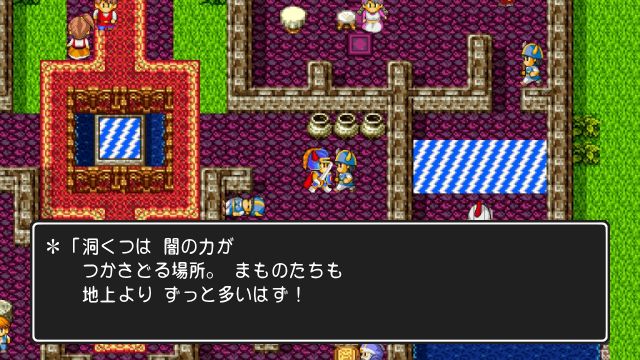 ＊「洞くつは 闇の力が
つかさどる場所。 まものたちも
地上より ずっと多いはず！